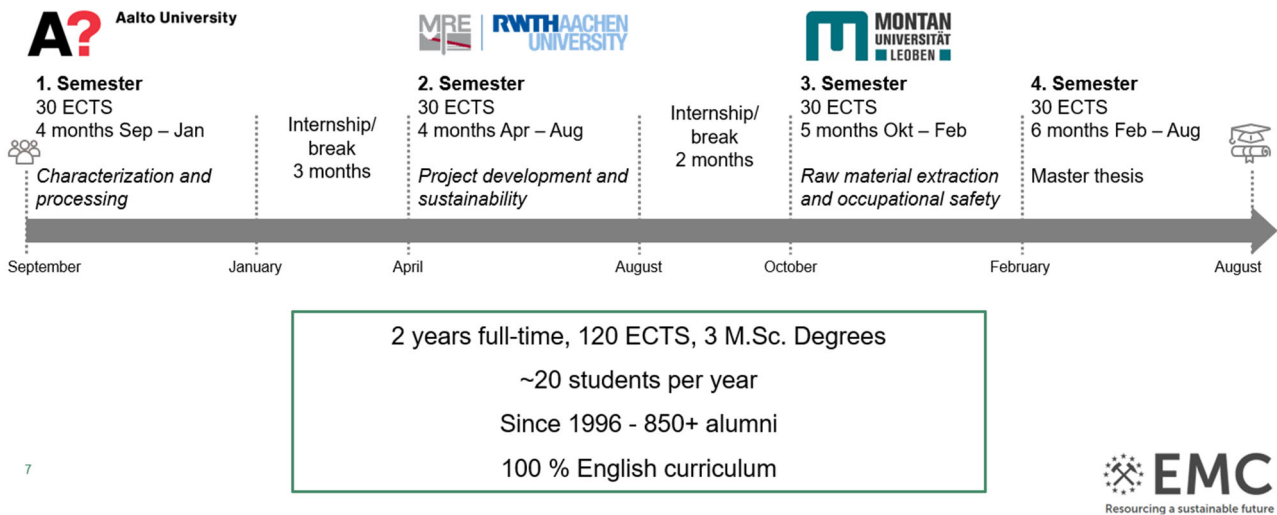 A? Aalto University
MRE RWTHAACHEN
UNIVERSITY
MONTAN
UNIVERSITÄT
LEOBEN
1. Semester
30 ECTS
4 months Sep – Jan
Characterization and
processing
Internship/
break
3 months
2. Semester
30 ECTS
4 months Apr – Aug
Project development and
sustainability
Internship/
break
2 months
3. Semester
30 ECTS
5 months Okt – Feb
Raw material extraction
and occupational safety
4. Semester
30 ECTS
6 months Feb – Aug
Master thesis
September
January
April
August
October
February
August
2 years full-time, 120 ECTS, 3 M.Sc. Degrees
~20 students per year
Since 1996 - 850+ alumni
100 % English curriculum
7
EMC
Resourcing a sustainable future